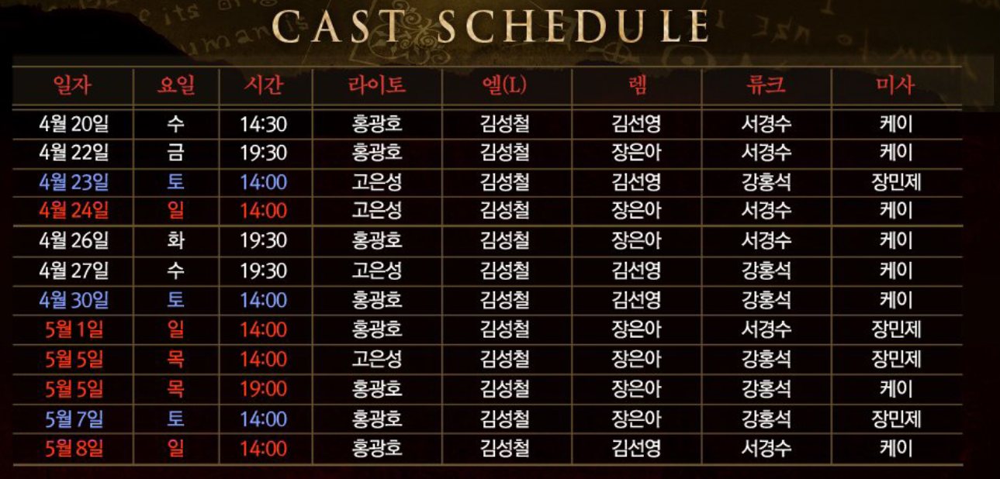 CAST SCHEDULE
일자 요일 시간 라이토 엘(L) 렘 류크 미사
4월 20일 수 14:30 홍광호 김성철 김선영 서경수 케이
4월 22일 금 19:30 홍광호 김성철 장은아 서경수 케이
4월 23일 토 14:00 고은성 김성철 김선영 강홍석 장민제
4월 24일 일 14:00 고은성 김성철 장은아 서경수 케이
4월 26일 화 19:30 홍광호 김성철 장은아 서경수 케이
4월 27일 수 19:30 고은성 김성철 김선영 강홍석 케이
4월 30일 토 14:00 홍광호 김성철 김선영 강홍석 케이
5월 1일 일 14:00 홍광호 김성철 장은아 서경수 장민제
5월 5일 목 14:00 고은성 김성철 장은아 강홍석 장민제
5월 5일 목 19:00 홍광호 김성철 장은아 강홍석 케이
5월 7일 토 14:00 홍광호 김성철 장은아 강홍석 장민제
5월 8일 일 14:00 홍광호 김성철 김선영 서경수 케이